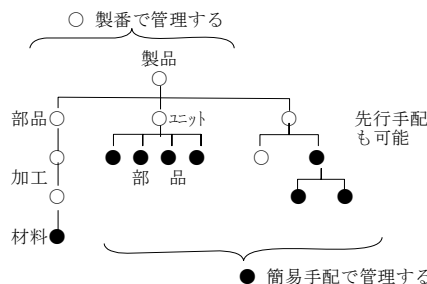 ○ 製番で管理する
製品
部品
ユニット
先行手配
も可能
部 品
加工
材料
● 簡易手配で管理する